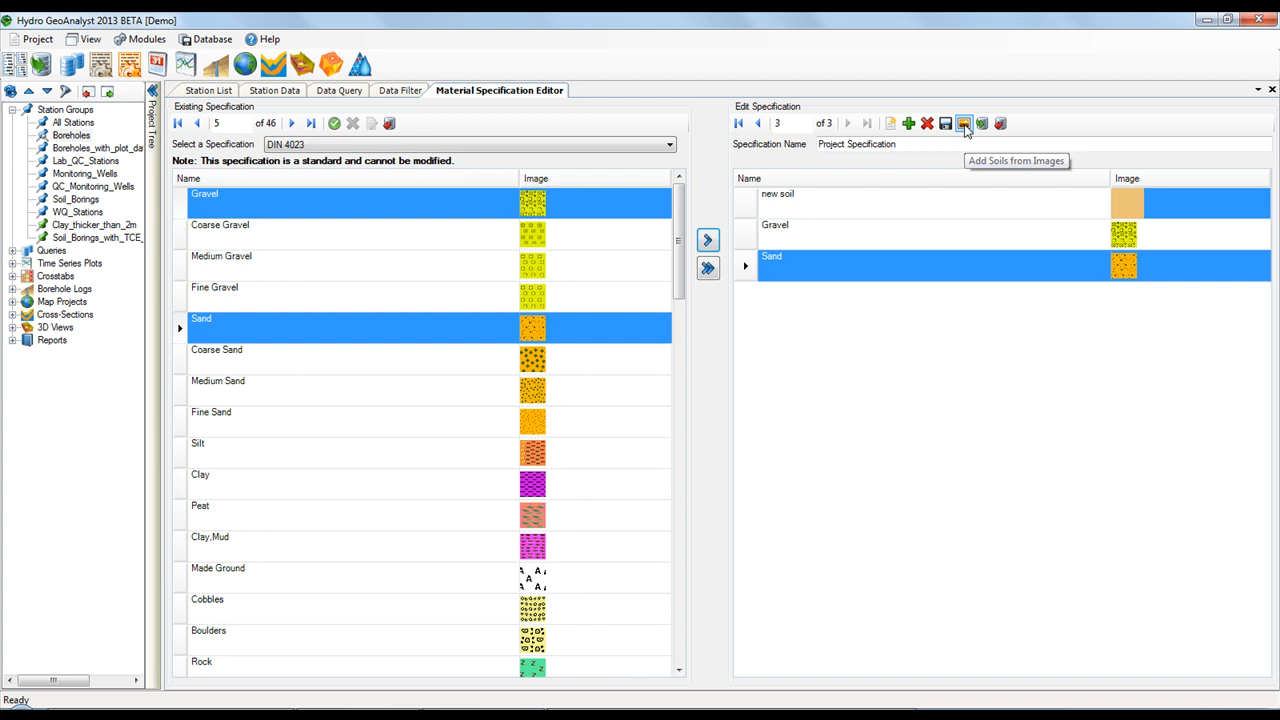 Hydro GeoAnalyst 2013 BETA [Demo]
Project View Modules Database Help
Station List Station Data Data Query Data Filter Material Specification Editor
Project Tree
Station Groups
All Stations
Boreholes
Boreholes_with_plot_da
Lab_QC_Stations
Monitoring_Wells
QC_Monitoring_Wells
Soil_Borings
WQ_Stations
Clay_thicker_than_2m
Soil_Borings_with_TCE_
Queries
Time Series Plots
Crosstabs
Borehole Logs
Map Projects
Cross-Sections
3D Views
Reports
Existing Specification
5 of 46
Select a Specification DIN 4023
Note: This specification is a standard and cannot be modified.
Name Image
Gravel
Coarse Gravel
Medium Gravel
Fine Gravel
Sand
Coarse Sand
Medium Sand
Fine Sand
Silt
Clay
Peat
Clay,Mud
Made Ground
Cobbles
Boulders
Rock
Edit Specification
3 of 3
Specification Name Project Specification
Add Soils from Images
Name Image
new soil
Gravel
Sand
Ready